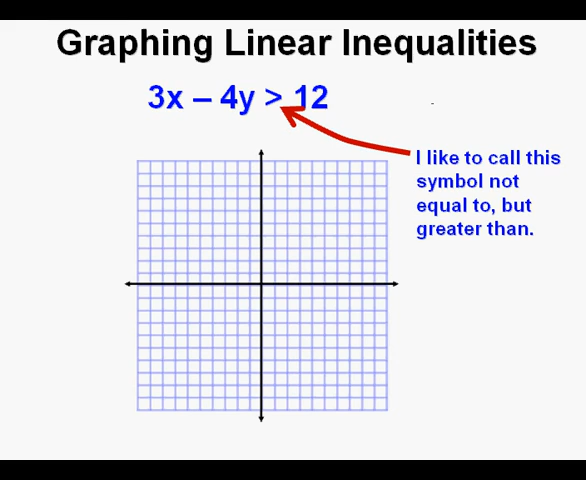 Graphing Linear Inequalities
3x – 4y > 12
I like to call this
symbol not
equal to, but
greater than.